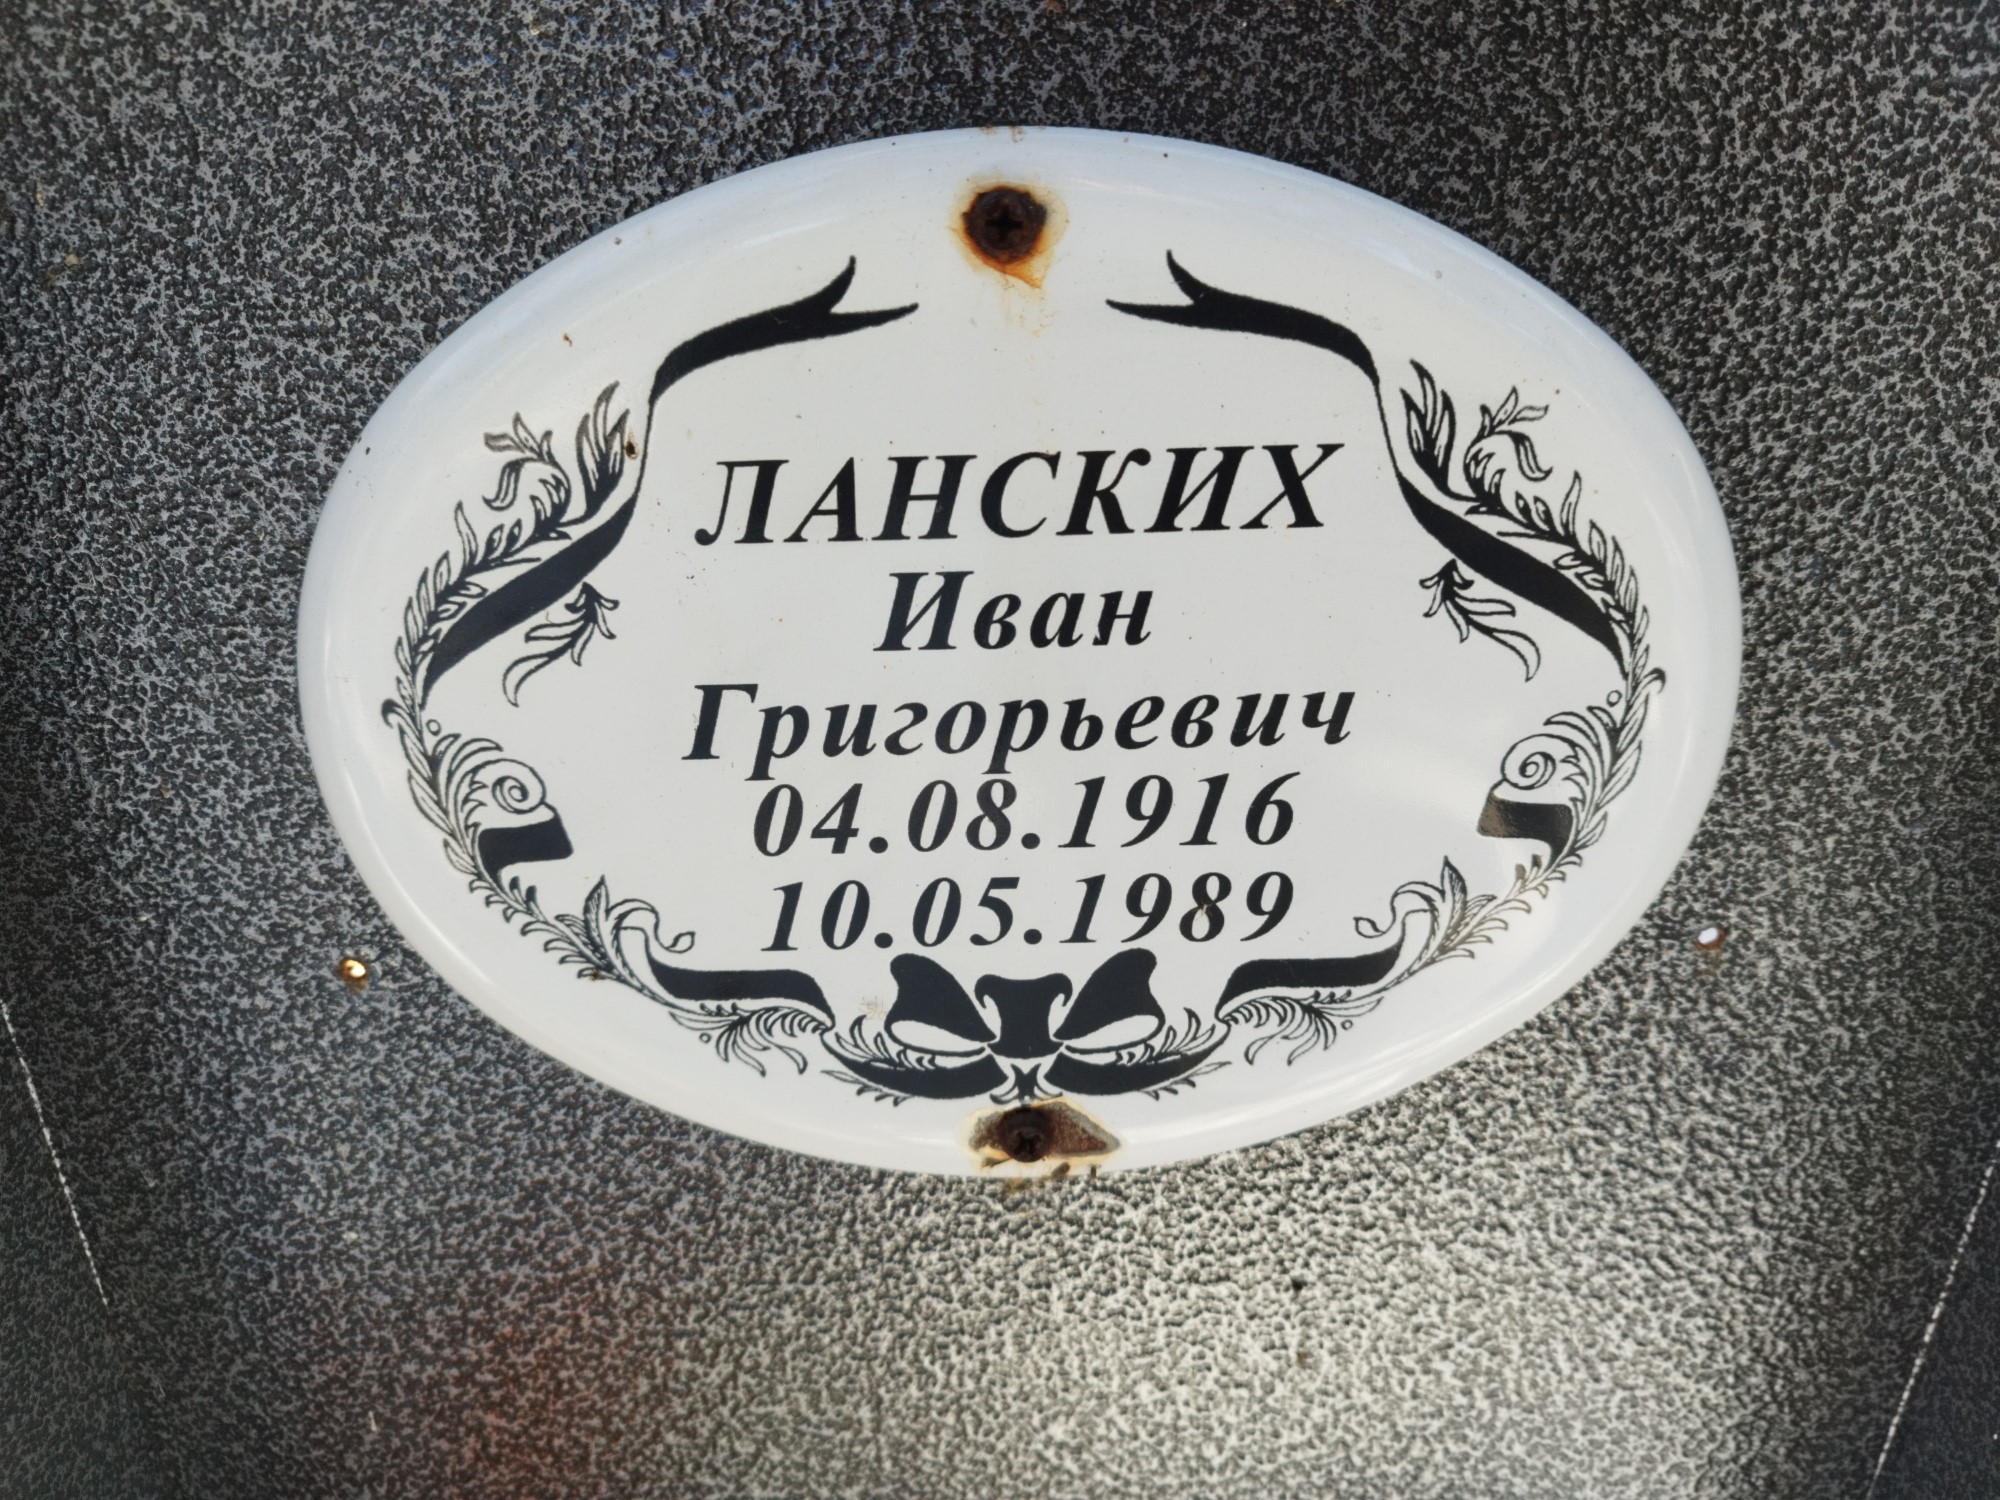 ЛАНСКИХ
Иван
Григорьевич
04.08.1916
10.05.1989